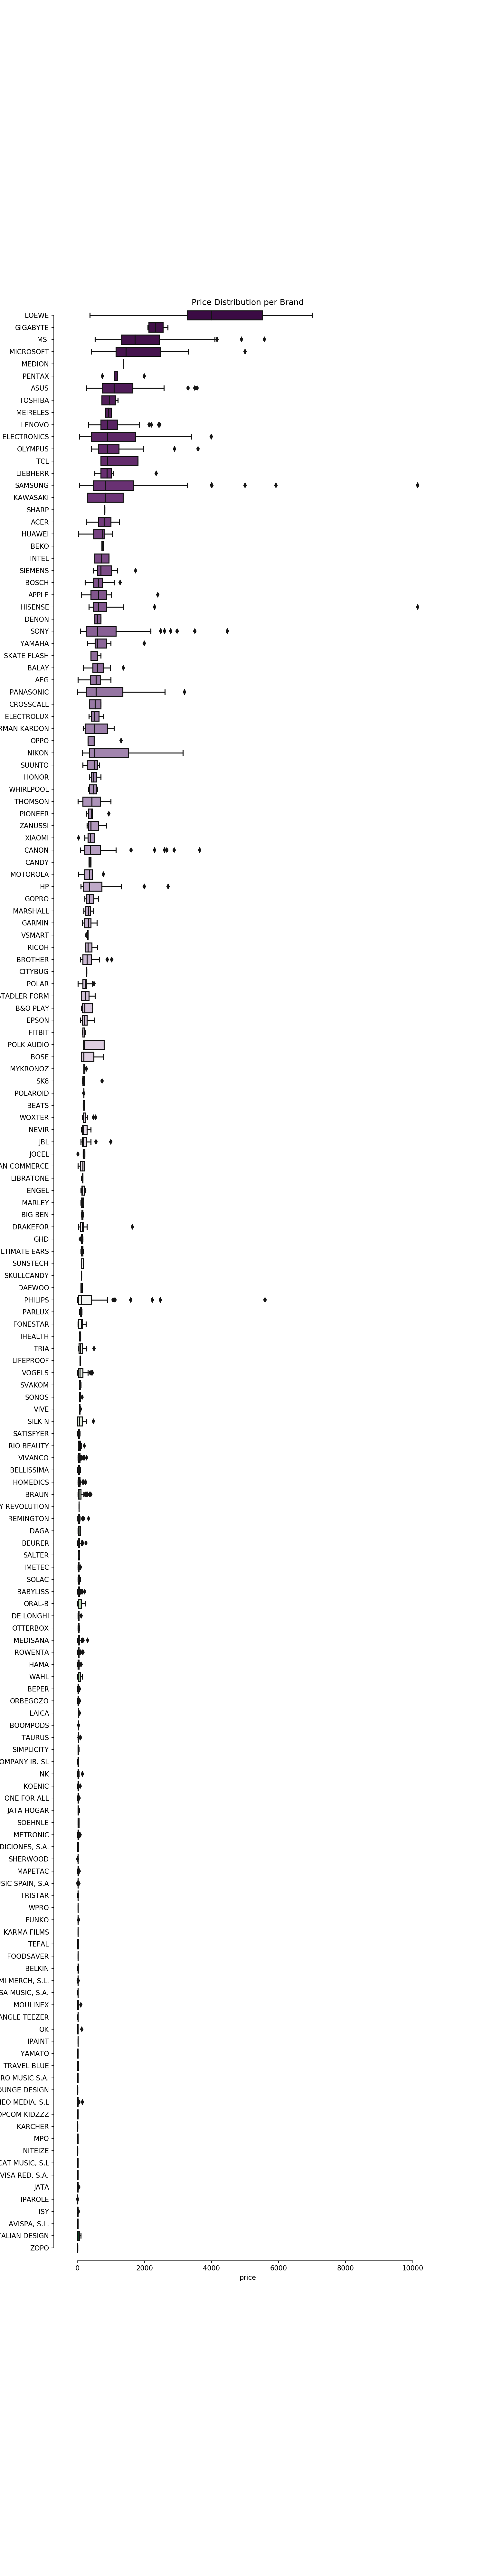 Price Distribution per Brand
LOEWE
GIGABYTE
MSI
MICROSOFT
MEDION
PENTAX
ASUS
TOSHIBA
MEIRELES
LENOVO
ELECTRONICS
OLYMPUS
TCL
LIEBHERR
SAMSUNG
KAWASAKI
SHARP
ACER
HUAWEI
BEKO
INTEL
SIEMENS
BOSCH
APPLE
HISENSE
DENON
SONY
YAMAHA
SKATE FLASH
BALAY
AEG
PANASONIC
CROSSCALL
ELECTROLUX
RMAN KARDON
OPPO
NIKON
SUUNTO
HONOR
WHIRLPOOL
THOMSON
PIONEER
ZANUSSI
XIAOMI
CANON
CANDY
MOTOROLA
HP
GOPRO
MARSHALL
GARMIN
VSMART
RICOH
BROTHER
CITYBUG
POLAR
STADLER FORM
B&O PLAY
EPSON
FITBIT
POLK AUDIO
BOSE
MYKRONOZ
SK8
POLAROID
BEATS
WOXTER
NEVIR
JBL
JOCEL
AN COMMERCE
LIBRATONE
ENGEL
MARLEY
BIG BEN
DRAKEFOR
GHD
LTIMATE EARS
SUNSTECH
SKULLCANDY
DAEWOO
PHILIPS
PARLUX
FONESTAR
IHEALTH
TRIA
LIFEPROOF
VOGELS
SVAKOM
SONOS
VIVE
SILK N
SATISFYER
RIO BEAUTY
VIVANCO
BELLISSIMA
HOMEDICS
BRAUN
Y REVOLUTION
REMINGTON
DAGA
BEURER
SALTER
IMETEC
SOLAC
BABYLISS
ORAL-B
DE LONGHI
OTTERBOX
MEDISANA
ROWENTA
HAMA
WAHL
BEPER
ORBEGOZO
LAICA
BOOMPODS
TAURUS
SIMPLICITY
OMPANY IB. SL
NK
KOENIC
ONE FOR ALL
JATA HOGAR
SOEHNLE
METRONIC
DICIONES, S.A.
SHERWOOD
MAPETAC
SIC SPAIN, S.A
TRISTAR
WPRO
FUNKO
KARMA FILMS
TEFAL
FOODSAVER
BELKIN
MI MERCH, S.L.
SA MUSIC, S.A.
MOULINEX
ANGLE TEEZER
OK
IPAINT
YAMATO
TRAVEL BLUE
RO MUSIC S.A.
OUNGE DESIGN
MEO MEDIA, S.L
OPCOM KIDZZZ
KARCHER
MPO
NITEIZE
CAT MUSIC, S.L
VISA RED, S.A.
JATA
IPAROLE
ISY
AVISPA, S.L.
TALIAN DESIGN
ZOPO
0 2000 4000 6000 8000 10000
price